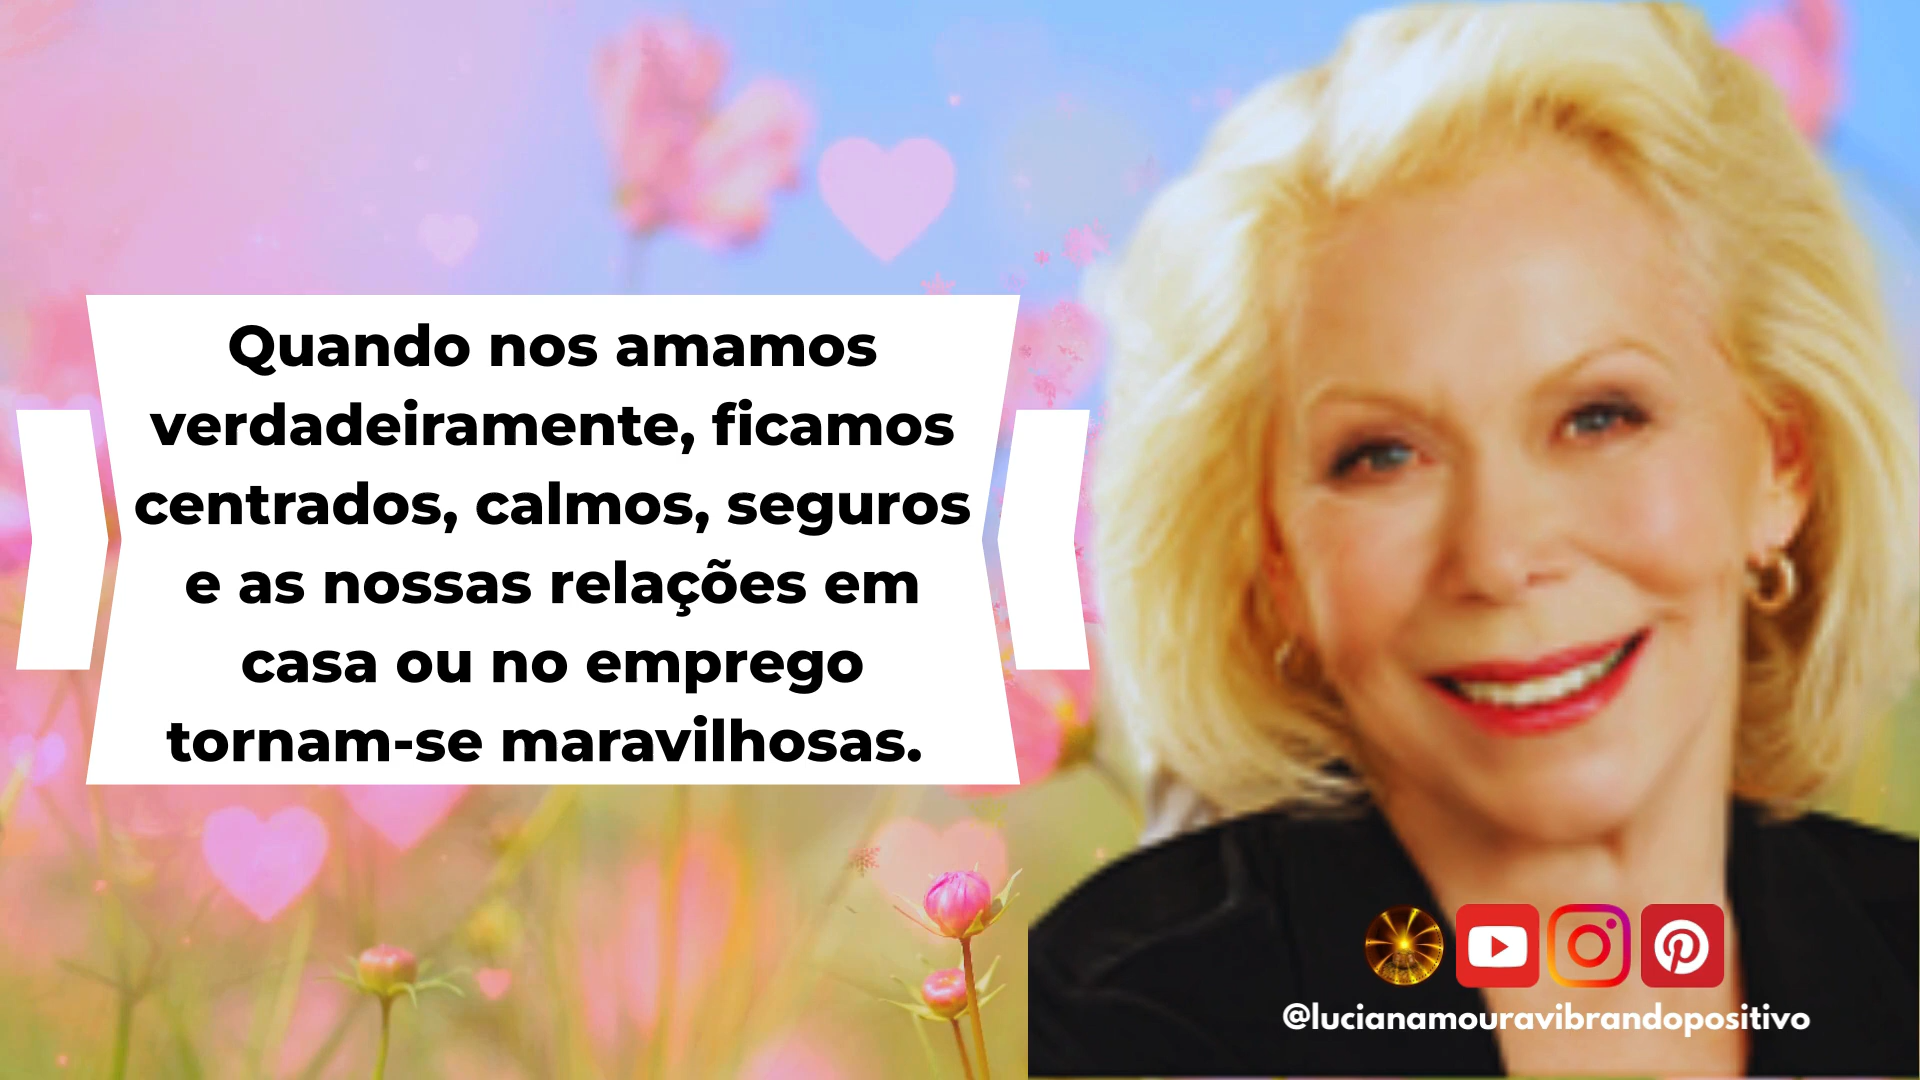 Quando nos amamos
verdadeiramente, ficamos
centrados, calmos, seguros
e as nossas relações em
casa ou no emprego
tornam-se maravilhosas.
@lucianamouravibrandopositivo